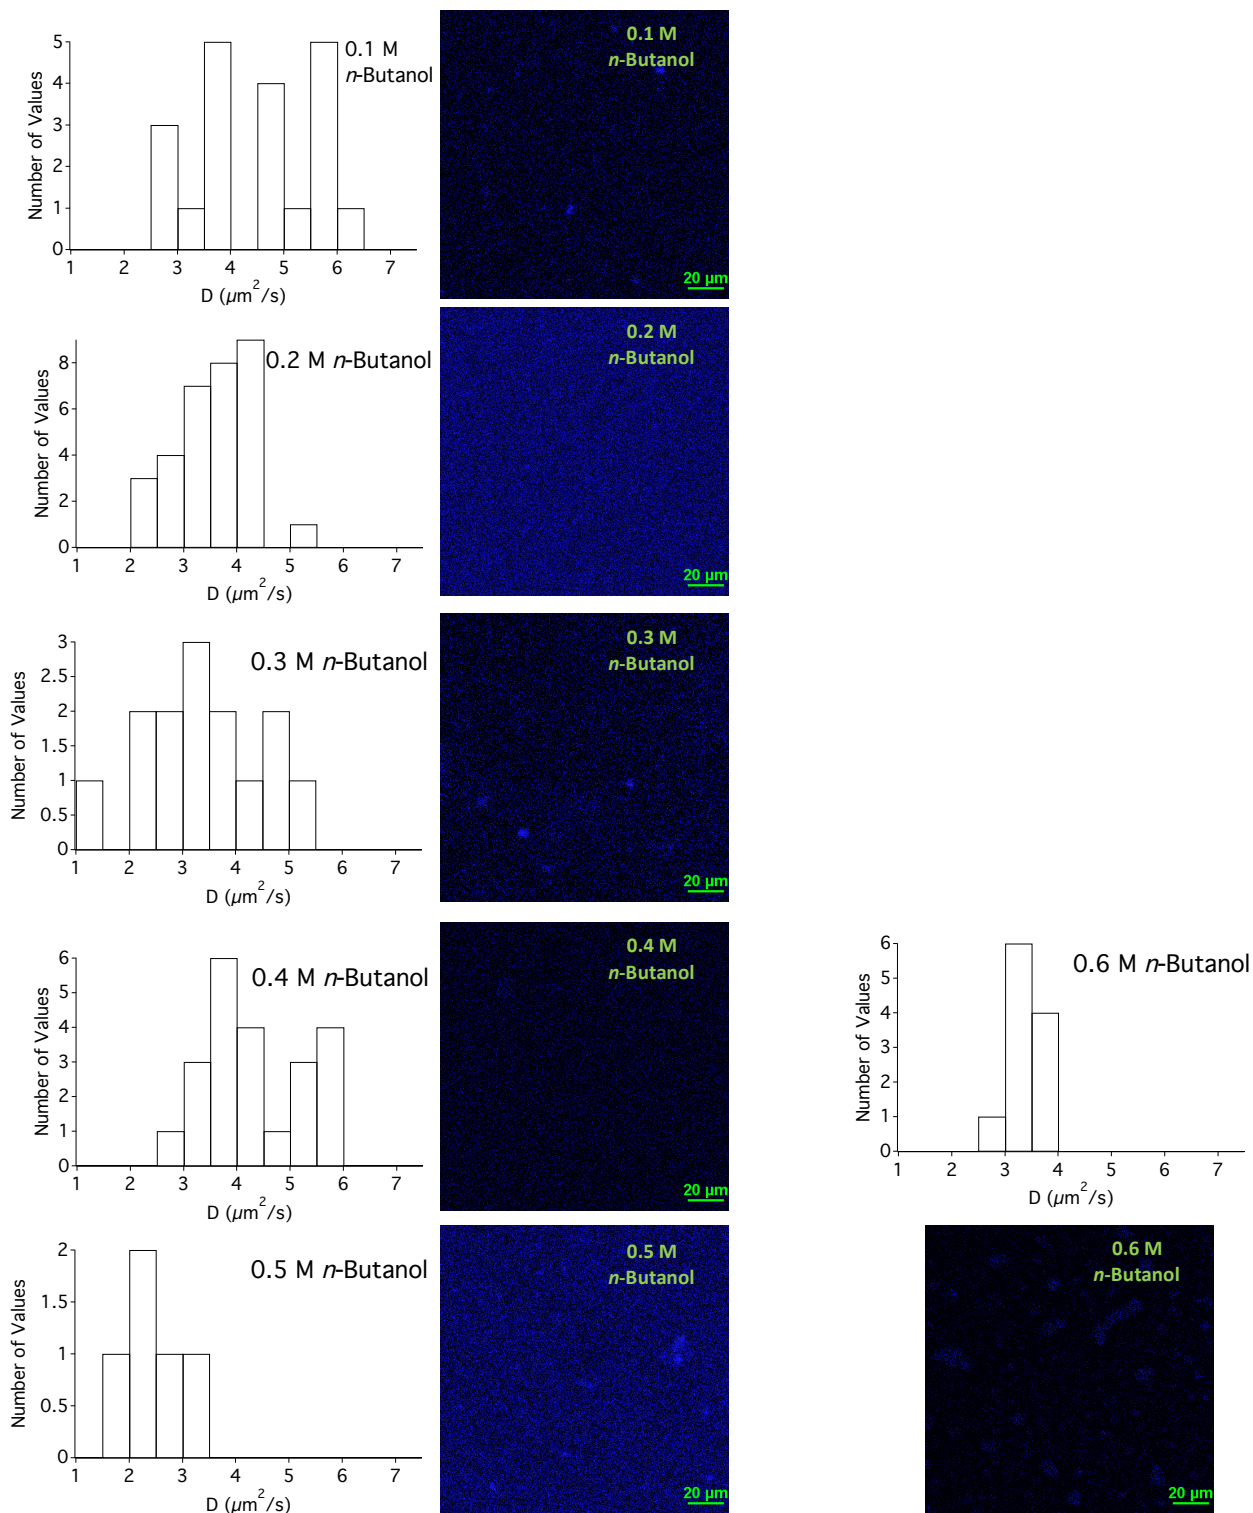 5
4
3
2
1
0
Number of Values
0.1 M
n-Butanol
1 2 3 4 5 6 7
D (µm²/s)
0.1 M
n-Butanol
20 µm
8
6
4
2
0
Number of Values
0.2 M n-Butanol
1 2 3 4 5 6 7
D (µm²/s)
0.2 M
n-Butanol
20 µm
3
2.5
2
1.5
1
0.5
0
Number of Values
0.3 M n-Butanol
1 2 3 4 5 6 7
D (µm²/s)
0.3 M
n-Butanol
20 µm
6
5
4
3
2
1
0
Number of Values
0.4 M n-Butanol
1 2 3 4 5 6 7
D (µm²/s)
0.4 M
n-Butanol
20 µm
6
5
4
3
2
1
0
Number of Values
0.6 M n-Butanol
1 2 3 4 5 6 7
D (µm²/s)
2
1.5
1
0.5
0
Number of Values
0.5 M n-Butanol
1 2 3 4 5 6 7
D (µm²/s)
0.5 M
n-Butanol
20 µm
0.6 M
n-Butanol
20 µm